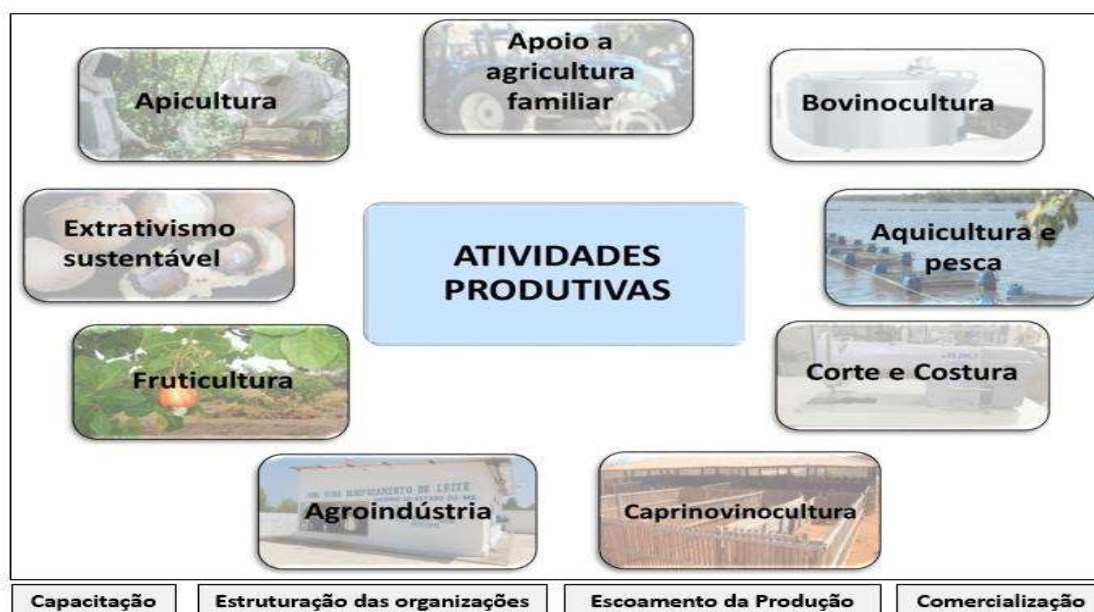 Apoio a
agricultura
familiar
Apicultura
Bovinocultura
Extrativismo
sustentável
ATIVIDADES
PRODUTIVAS
Aquicultura e
pesca
Fruticultura
Corte e Costura
Agroindústria
Caprinovinocultura
Capacitação
Estruturação das organizações
Escoamento da Produção
Comercialização